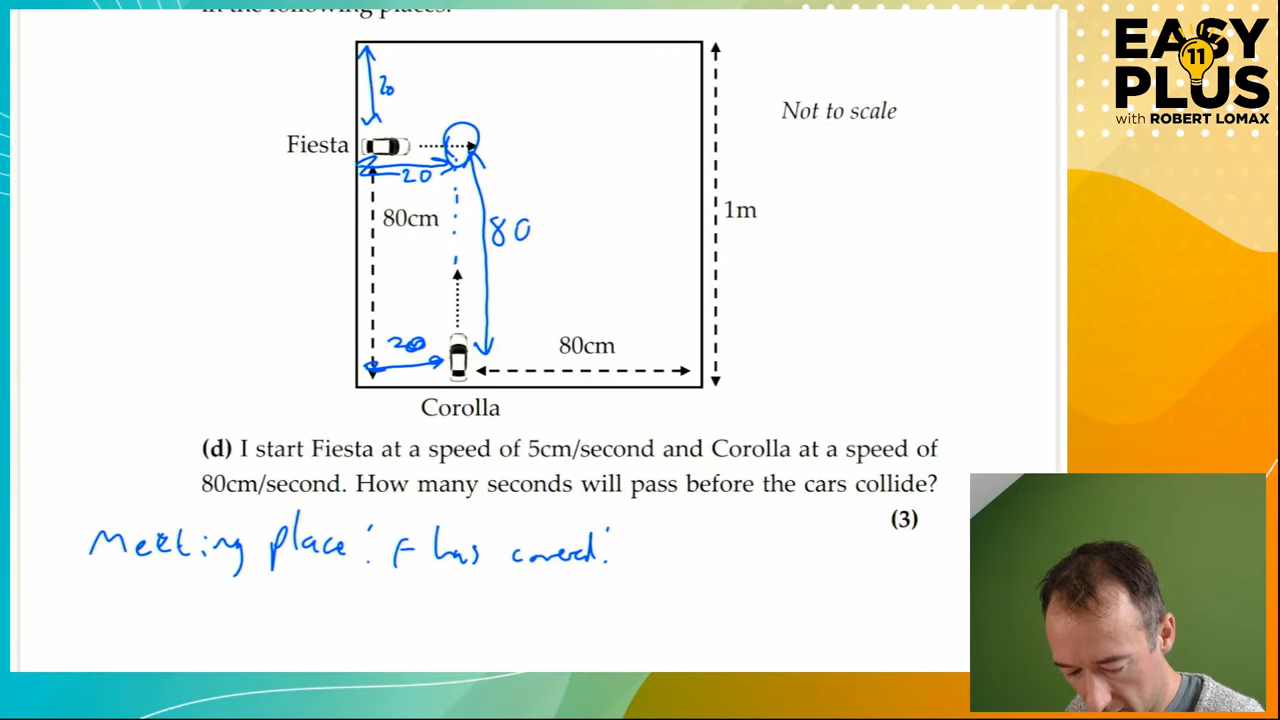 in the following places.
EASY
11
PLUS
with ROBERT LOMAX
20
Not to scale
Fiesta
20
80cm
80
1m
20
80cm
Corolla
(d) I start Fiesta at a speed of 5cm/second and Corolla at a speed of
80cm/second. How many seconds will pass before the cars collide?
(3)
Meeting place: F has covered: